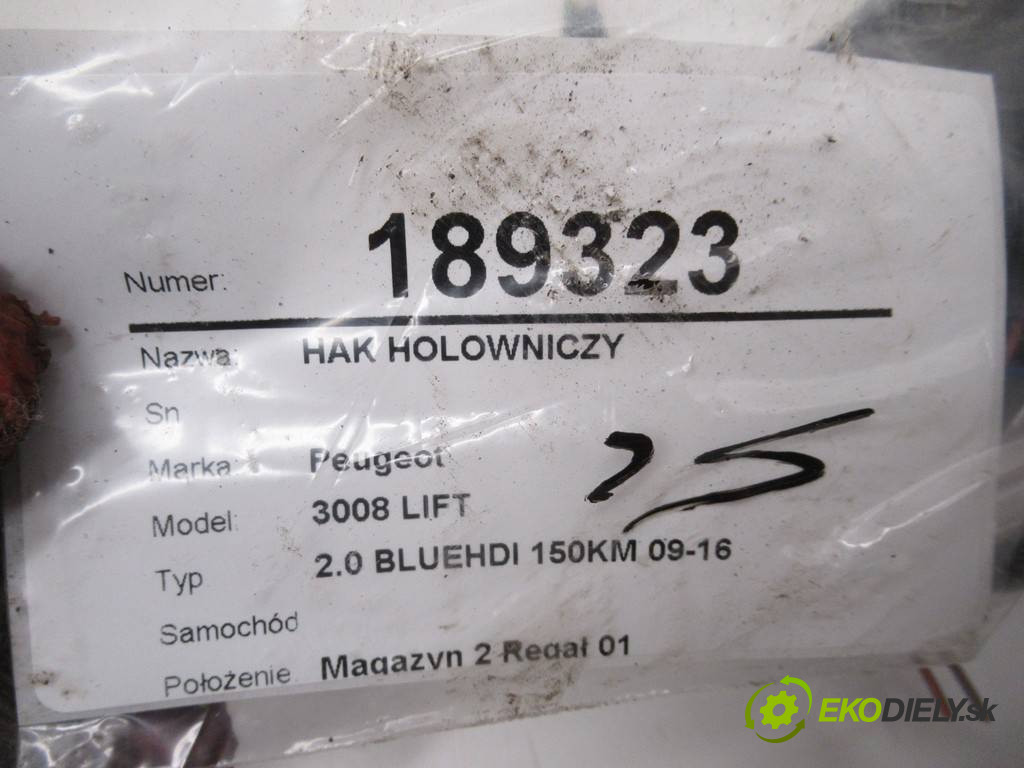 Numer: 189323
Nazwa: HAK HOLOWNICZY
Sn
Marka: Peugeot
25
Model: 3008 LIFT
Typ 2.0 BLUEHDI 150KM 09-16
Samochód
Położenie Magazyn 2 Regał 01
EKODIELY.sk